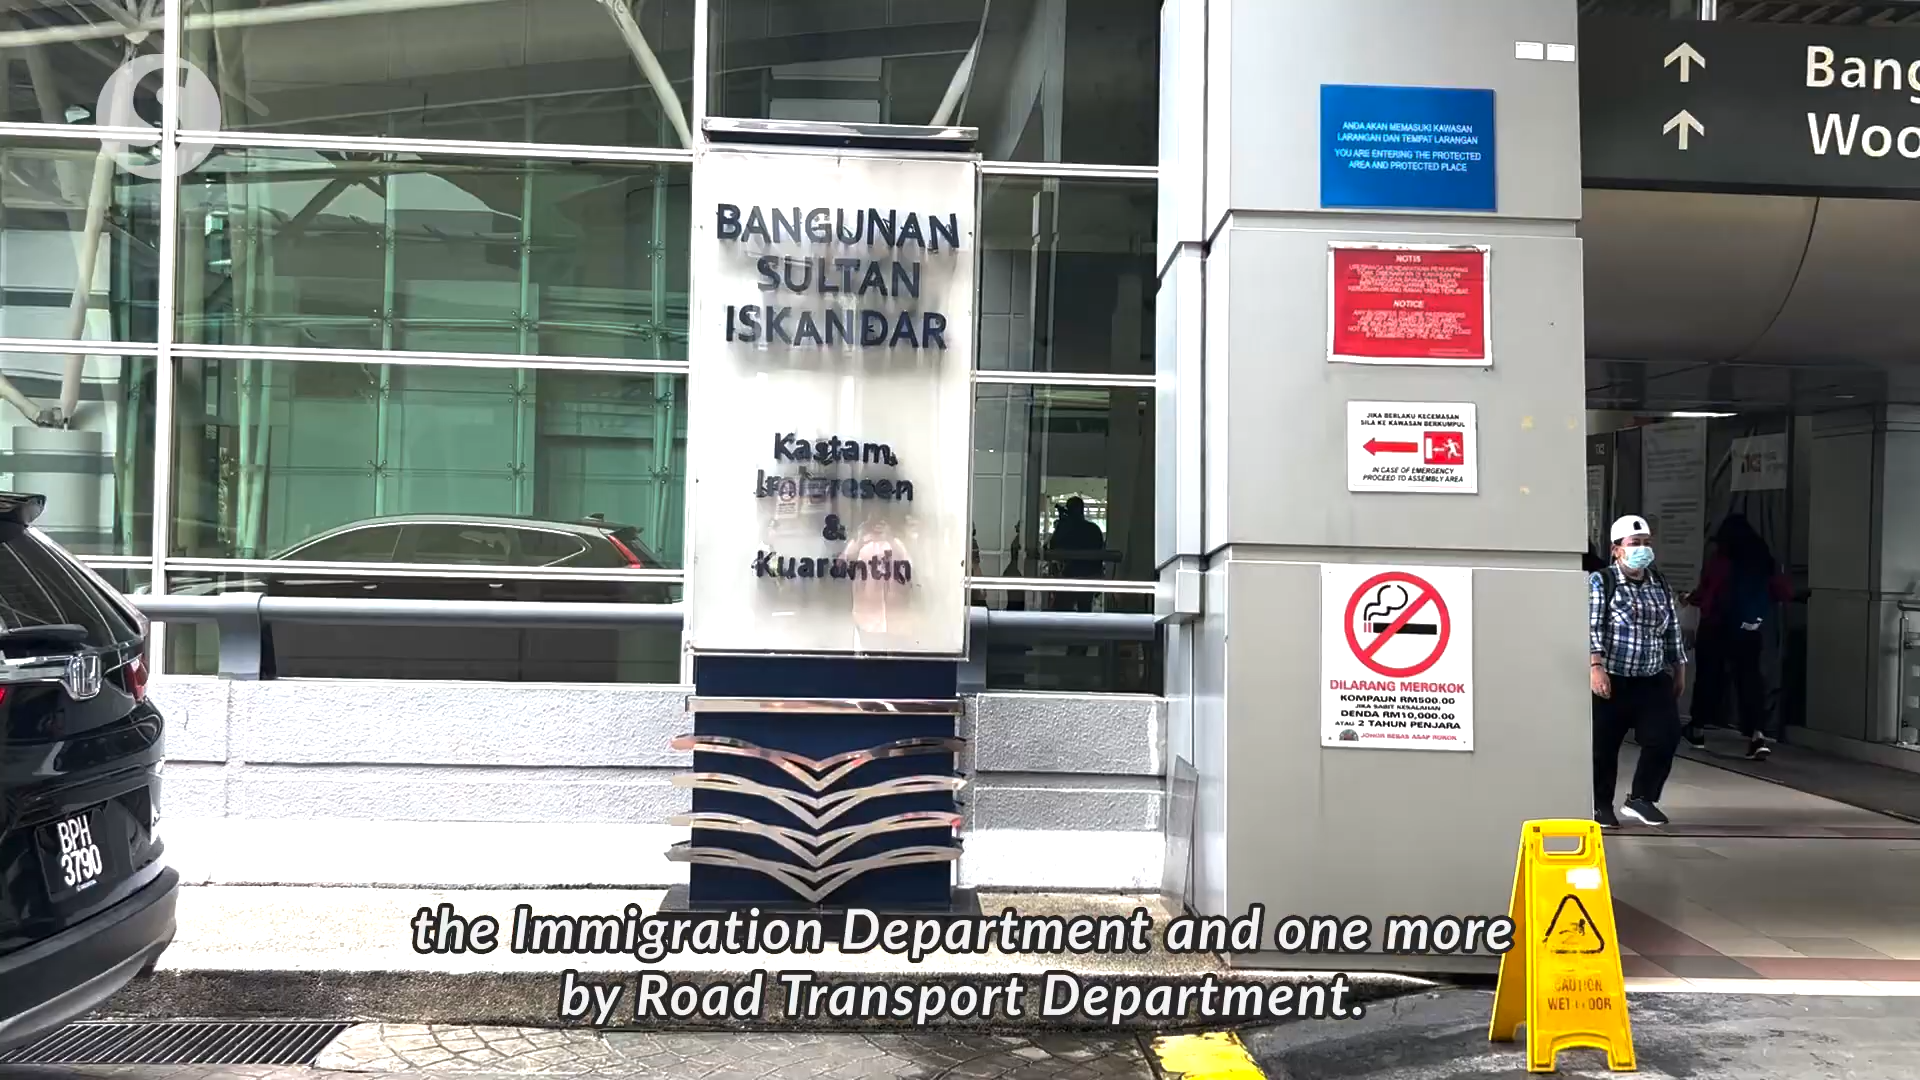 BANGUNAN
SULTAN
ISKANDAR
Kastam,
Imigresen
&
Kuarantin
ANDA AKAN MEMASUKI KAWASAN
LARANGAN DAN TEMPAT LARANGAN
YOU ARE ENTERING THE PROTECTED
AREA AND PROTECTED PLACE
NOTIS
NOTICE
JIKA BERLAKU KECEMASAN
SILA KE KAWASAN BERKUMPUL
IN CASE OF EMERGENCY
PROCEED TO ASSEMBLY AREA
DILARANG MEROKOK
KOMPAUN RM500.00
JIKA SABIT KESALAHAN
DENDA RM10,000.00
ATAU 2 TAHUN PENJARA
JOHOR BEBAS ASAP ROKOK
Bang
Woo
BPH
3790
CAUTION
WET FLOOR
the Immigration Department and one more
by Road Transport Department.